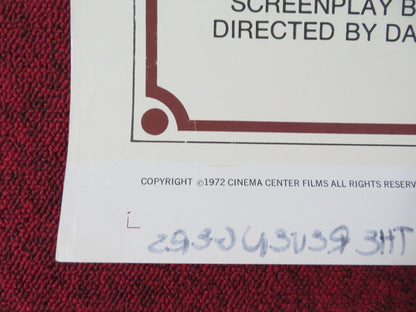 SCREENPLAY B
DIRECTED BY DA
COPYRIGHT ©1972 CINEMA CENTER FILMS ALL RIGHTS RESERV
THE REVENGERS